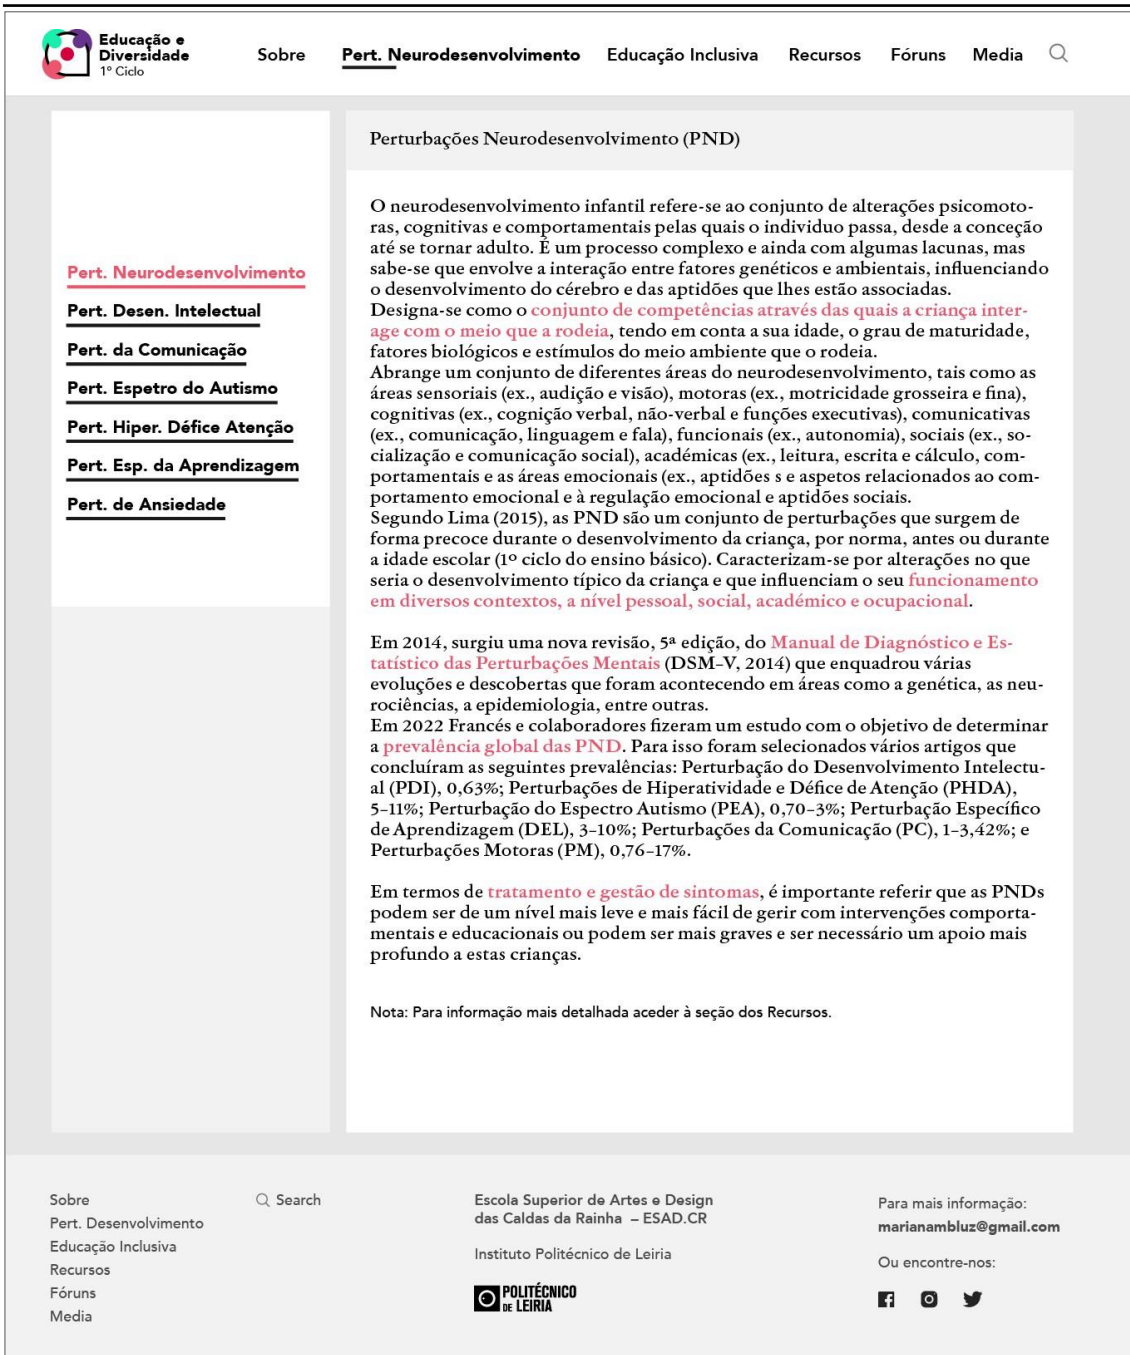 Educação e
Diversidade
1º Ciclo
Sobre
Pert. Neurodesenvolvimento
Educação Inclusiva
Recursos
Fóruns
Media
Pert. Neurodesenvolvimento
Pert. Desen. Intelectual
Pert. da Comunicação
Pert. Espetro do Autismo
Pert. Hiper. Défice Atenção
Pert. Esp. da Aprendizagem
Pert. de Ansiedade
Perturbações Neurodesenvolvimento (PND)
O neurodesenvolvimento infantil refere-se ao conjunto de alterações psicomoto-
ras, cognitivas e comportamentais pelas quais o individuo passa, desde a conceção
até se tornar adulto. É um processo complexo e ainda com algumas lacunas, mas
sabe-se que envolve a interação entre fatores genéticos e ambientais, influenciando
o desenvolvimento do cérebro e das aptidões que lhes estão associadas.
Designa-se como o conjunto de competências através das quais a criança inter-
age com o meio que a rodeia, tendo em conta a sua idade, o grau de maturidade,
fatores biológicos e estímulos do meio ambiente que o rodeia.
Abrange um conjunto de diferentes áreas do neurodesenvolvimento, tais como as
áreas sensoriais (ex., audição e visão), motoras (ex., motricidade grosseira e fina),
cognitivas (ex., cognição verbal, não-verbal e funções executivas), comunicativas
(ex., comunicação, linguagem e fala), funcionais (ex., autonomia), sociais (ex., so-
cialização e comunicação social), académicas (ex., leitura, escrita e cálculo, com-
portamentais e as áreas emocionais (ex., aptidões s e aspetos relacionados ao com-
portamento emocional e à regulação emocional e aptidões sociais.
Segundo Lima (2015), as PND são um conjunto de perturbações que surgem de
forma precoce durante o desenvolvimento da criança, por norma, antes ou durante
a idade escolar (1º ciclo do ensino básico). Caracterizam-se por alterações no que
seria o desenvolvimento típico da criança e que influenciam o seu funcionamento
em diversos contextos, a nível pessoal, social, académico e ocupacional.
Em 2014, surgiu uma nova revisão, 5ª edição, do Manual de Diagnóstico e Es-
tatístico das Perturbações Mentais (DSM-V, 2014) que enquadrou várias
evoluções e descobertas que foram acontecendo em áreas como a genética, as neu-
rociências, a epidemiologia, entre outras.
Em 2022 Francés e colaboradores fizeram um estudo com o objetivo de determinar
a prevalência global das PND. Para isso foram selecionados vários artigos que
concluíram as seguintes prevalências: Perturbação do Desenvolvimento Intelectu-
al (PDI), 0,63%; Perturbações de Hiperatividade e Défice de Atenção (PHDA),
5-11%; Perturbação do Espectro Autismo (PEA), 0,70-3%; Perturbação Específico
de Aprendizagem (DEL), 3-10%; Perturbações da Comunicação (PC), 1-3,42%; e
Perturbações Motoras (PM), 0,76-17%.
Em termos de tratamento e gestão de sintomas, é importante referir que as PNDs
podem ser de um nível mais leve e mais fácil de gerir com intervenções comporta-
mentais e educacionais ou podem ser mais graves e ser necessário um apoio mais
profundo a estas crianças.
Nota: Para informação mais detalhada aceder à seção dos Recursos.
Sobre
Pert. Desenvolvimento
Educação Inclusiva
Recursos
Fóruns
Media
Search
Escola Superior de Artes e Design
das Caldas da Rainha – ESAD.CR
Instituto Politécnico de Leiria
POLITÉCNICO
DE LEIRIA
Para mais informação:
marianambluz@gmail.com
Ou encontre-nos: